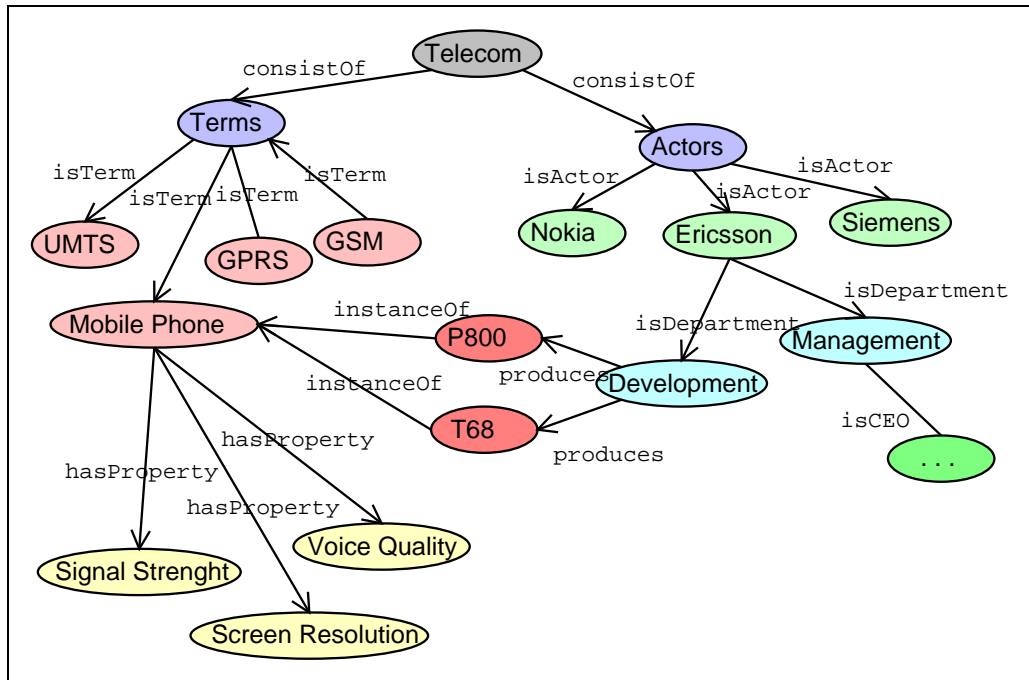 Telecom
consistOf
consistOf
Terms
Actors
isTerm
isTerm
isTerm
isTerm
isActor
isActor
isActor
UMTS
GPRS
GSM
Nokia
Ericsson
Siemens
Mobile Phone
instanceOf
P800
isDepartment
isDepartment
Management
instanceOf
produces
Development
T68
produces
isCEO
...
hasProperty
hasProperty
hasProperty
Voice Quality
Signal Strenght
Screen Resolution